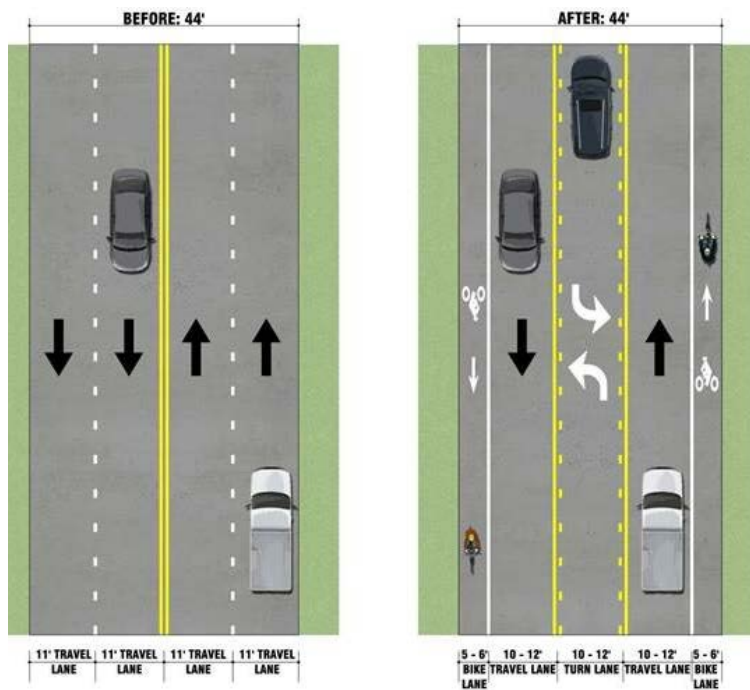 BEFORE: 44'
AFTER: 44'
11' TRAVEL
LANE
11' TRAVEL
LANE
11' TRAVEL
LANE
11' TRAVEL
LANE
5 - 6'
BIKE
LANE
10 - 12'
TRAVEL LANE
10 - 12'
TURN LANE
10 - 12'
TRAVEL LANE
5 - 6'
BIKE
LANE